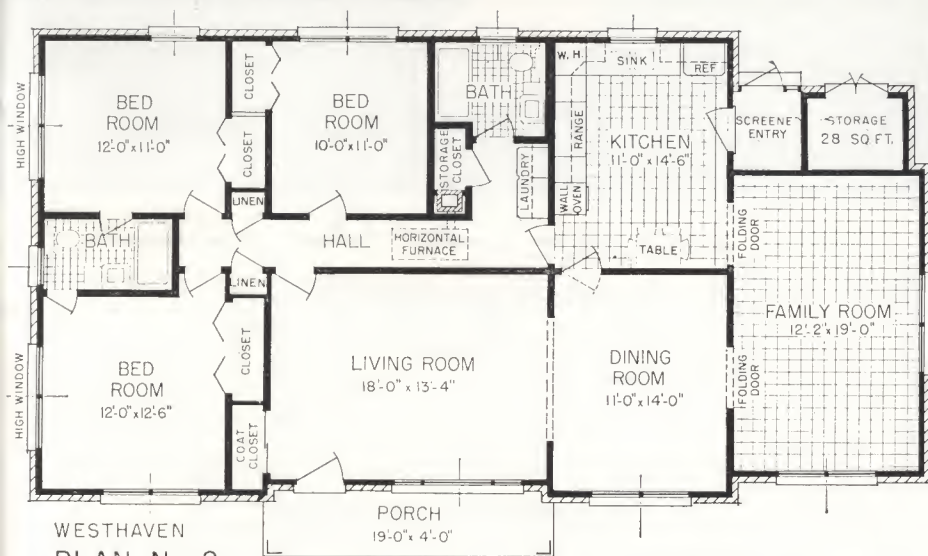 HIGH WINDOW
BED
ROOM
12'-0"x11'-0"
CLOSET
CLOSET
LINEN
BED
ROOM
10'-0"x11'-0"
BATH
STORAGE
CLOSET
LAUNDRY
W.H.
SINK
REF
RANGE
KITCHEN
11'-0"x14'-6"
WALL
OVEN
TABLE
SCREENE
ENTRY
STORAGE
28 SQ FT.
BATH
HALL
HORIZONTAL
FURNACE
LINEN
FOLDING
DOOR
FAMILY ROOM
12'-2"x19'-0"
HIGH WINDOW
BED
ROOM
12'-0"x12'-6"
CLOSET
COAT
CLOSET
LIVING ROOM
18'-0" x 13'-4"
DINING
ROOM
11'-0"x14'-0"
FOLDING
DOOR
PORCH
19'-0"x 4'-0"
WESTHAVEN
PLAN N